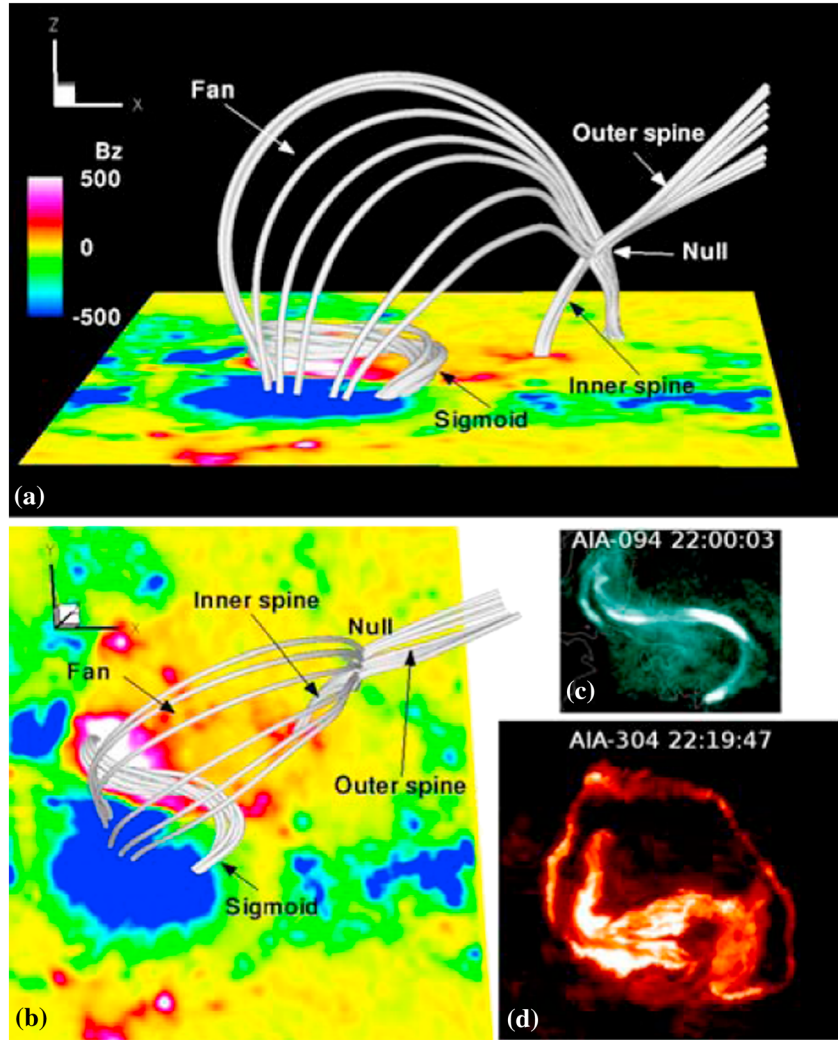 Z
X
Bz
500
0
-500
Fan
Outer spine
Null
Inner spine
Sigmoid
(a)
Y
X
Inner spine
Null
Fan
Outer spine
Sigmoid
(b)
AIA-094 22:00:03
(c)
AIA-304 22:19:47
(d)